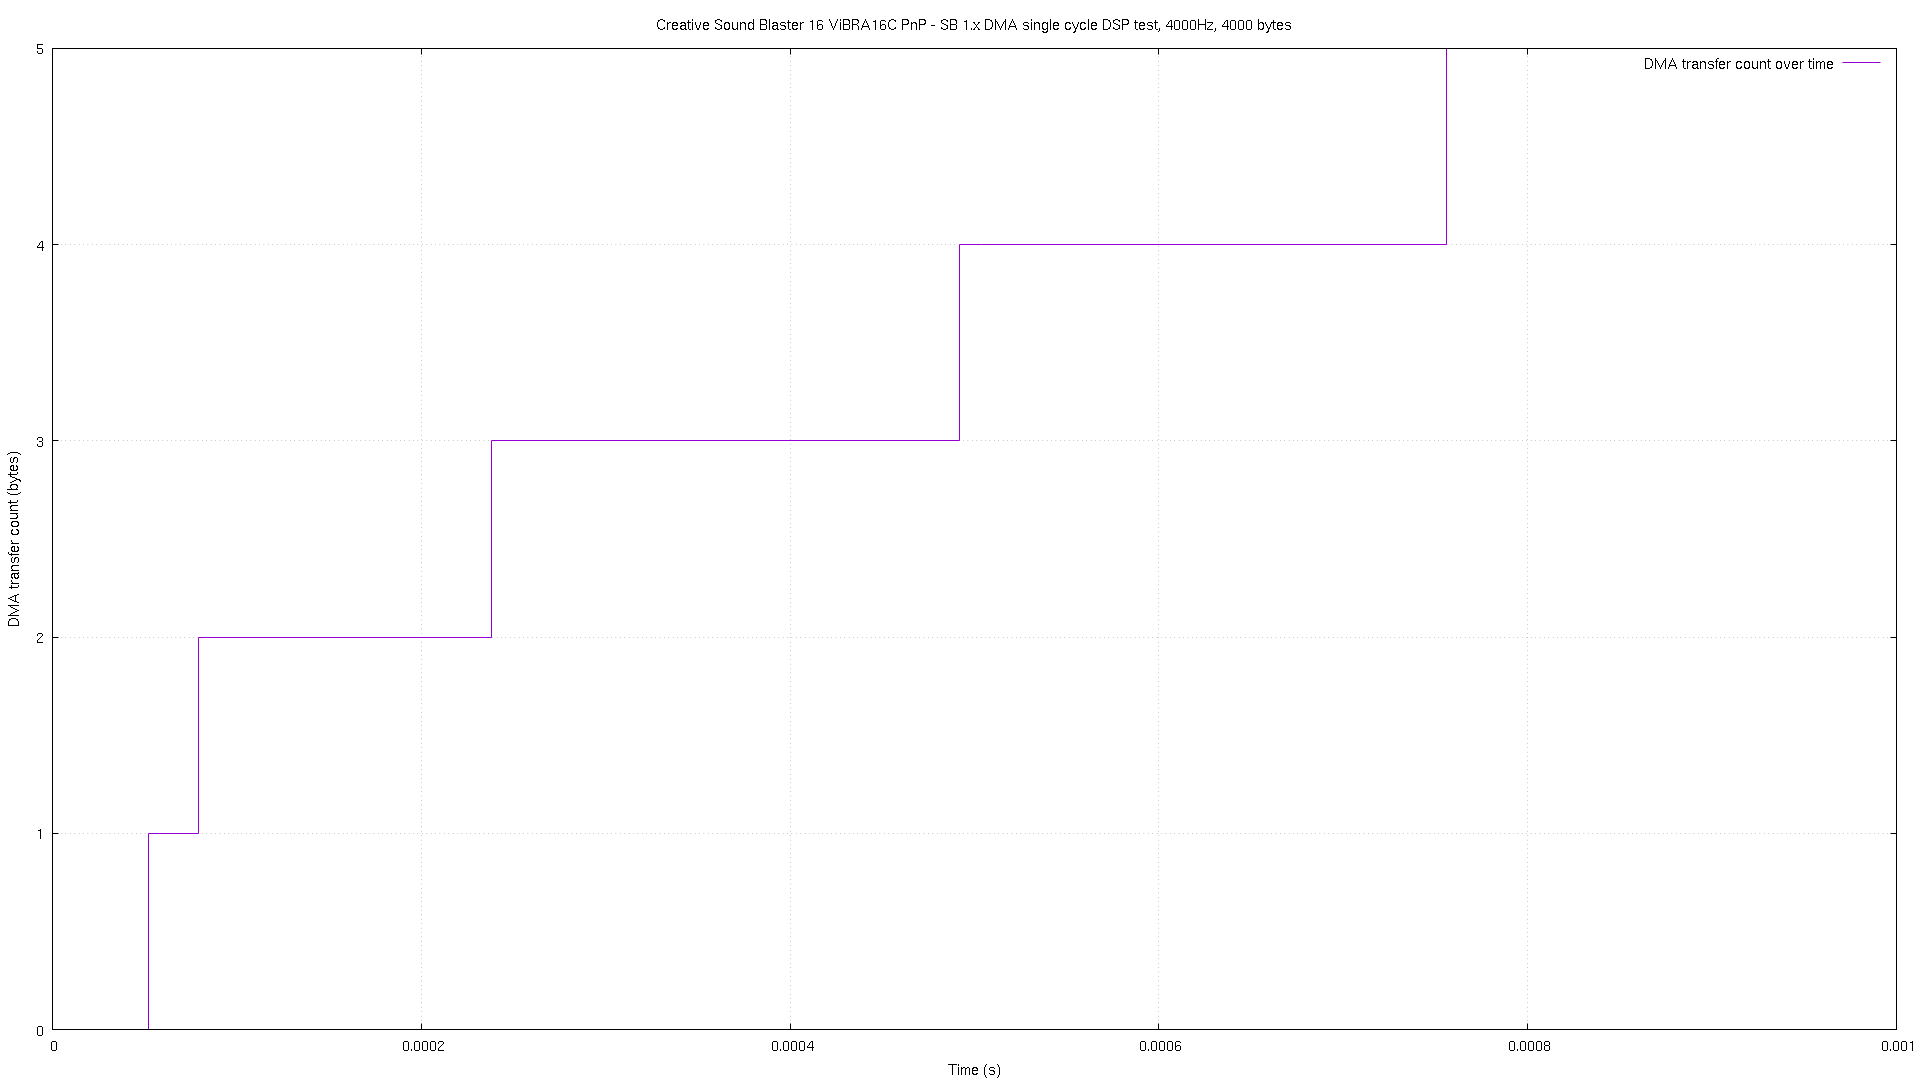 Creative Sound Blaster 16 ViBRA16C PnP - SB 1.x DMA single cycle DSP test, 4000Hz, 4000 bytes
DMA transfer count over time
5
4
3
2
1
0
DMA transfer count (bytes)
0 0.0002 0.0004 0.0006 0.0008 0.001
Time (s)